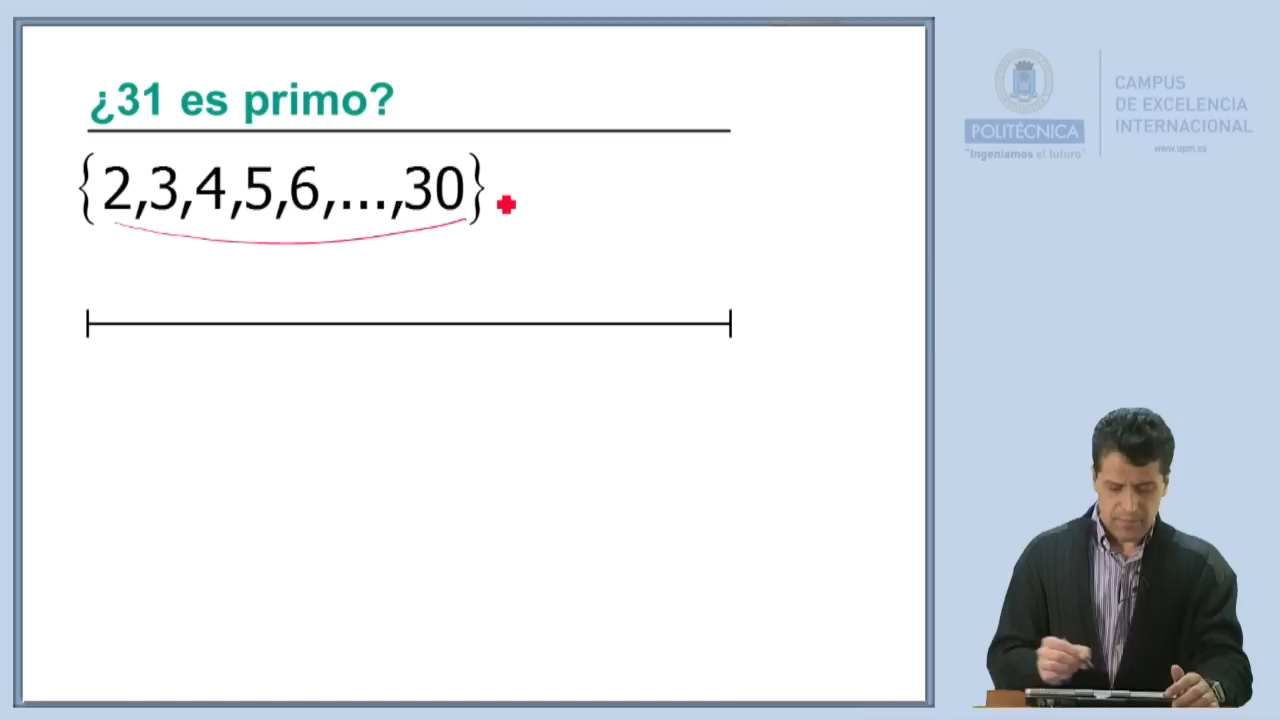 ¿31 es primo?
{2,3,4,5,6,...,30}
POLITÉCNICA
"Ingeniamos el futuro"
CAMPUS
DE EXCELENCIA
INTERNACIONAL
www.upm.es